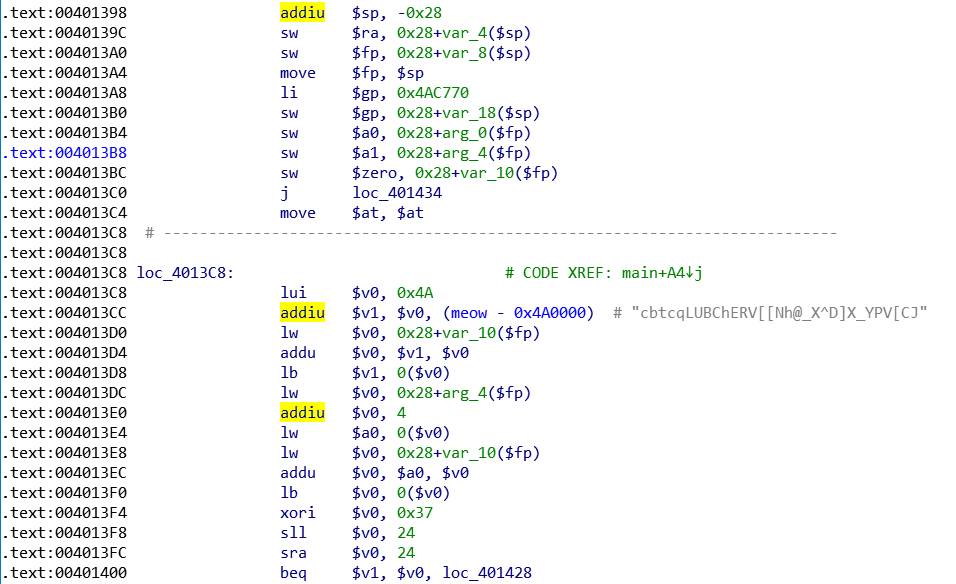 .text:00401398 addiu $sp, -0x28
.text:0040139C sw $ra, 0x28+var_4($sp)
.text:004013A0 sw $fp, 0x28+var_8($sp)
.text:004013A4 move $fp, $sp
.text:004013A8 li $gp, 0x4AC770
.text:004013B0 sw $gp, 0x28+var_18($sp)
.text:004013B4 sw $a0, 0x28+arg_0($fp)
.text:004013B8 sw $a1, 0x28+arg_4($fp)
.text:004013BC sw $zero, 0x28+var_10($fp)
.text:004013C0 j loc_401434
.text:004013C4 move $at, $at
.text:004013C8 # ---------------------------------------------------------------------------
.text:004013C8
.text:004013C8 loc_4013C8: # CODE XREF: main+A4↓j
.text:004013C8 lui $v0, 0x4A
.text:004013CC addiu $v1, $v0, (meow - 0x4A0000) # "cbtcqLUBChERV[[Nh@_X^D]X_YPV[CJ"
.text:004013D0 lw $v0, 0x28+var_10($fp)
.text:004013D4 addu $v0, $v1, $v0
.text:004013D8 lb $v1, 0($v0)
.text:004013DC lw $v0, 0x28+arg_4($fp)
.text:004013E0 addiu $v0, 4
.text:004013E4 lw $a0, 0($v0)
.text:004013E8 lw $v0, 0x28+var_10($fp)
.text:004013EC addu $v0, $a0, $v0
.text:004013F0 lb $v0, 0($v0)
.text:004013F4 xori $v0, 0x37
.text:004013F8 sll $v0, 24
.text:004013FC sra $v0, 24
.text:00401400 beq $v1, $v0, loc_401428